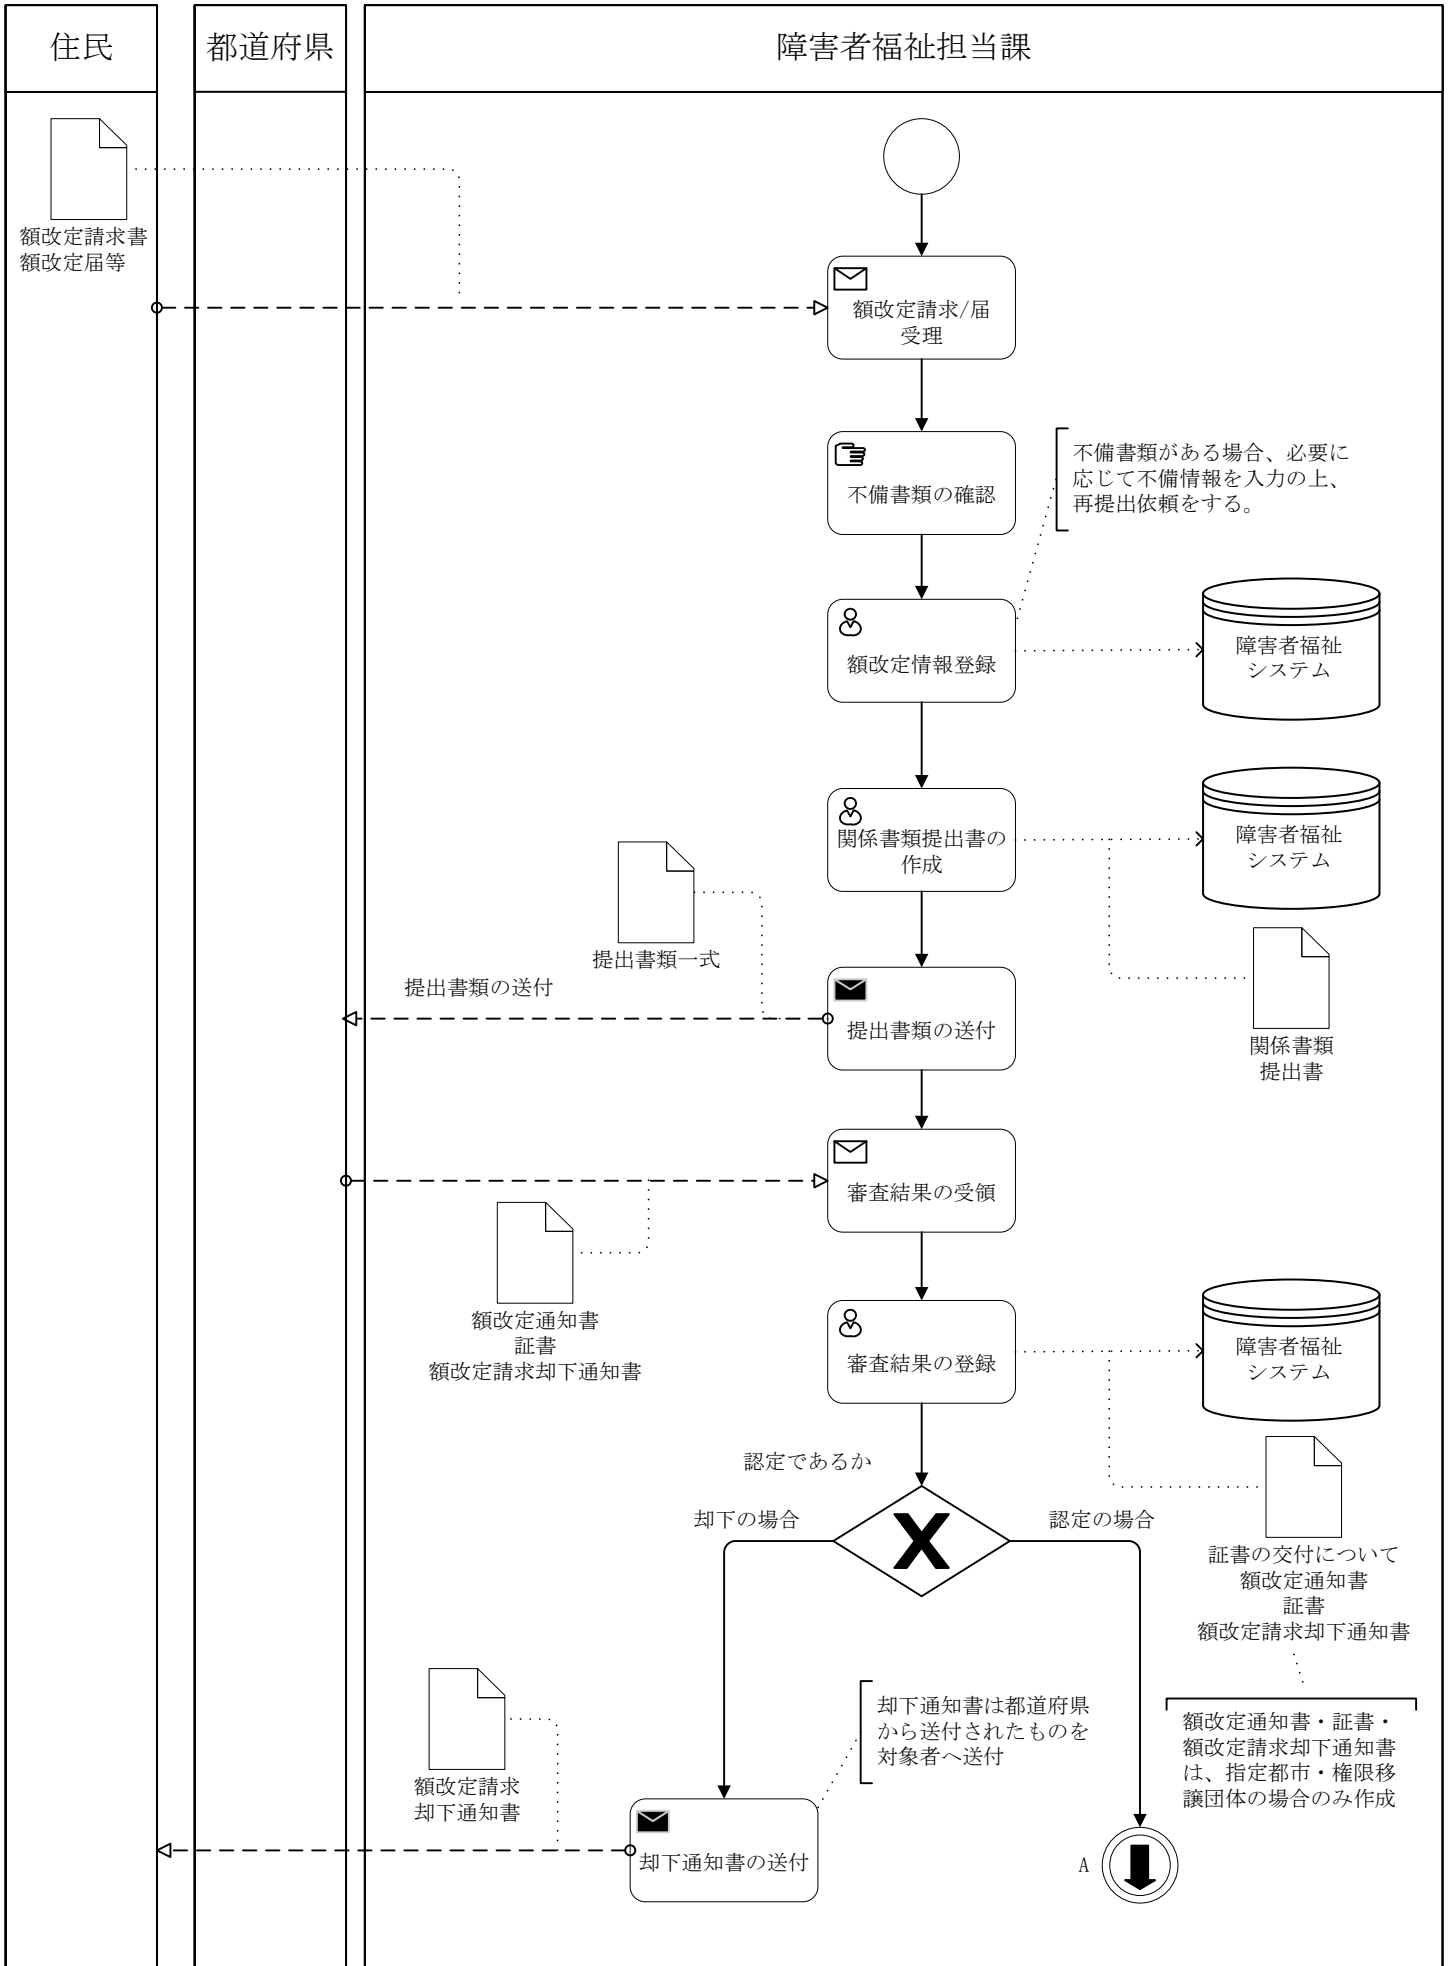 住民
都道府県
障害者福祉担当課
額改定請求書
額改定届等
額改定請求/届
受理
不備書類の確認
不備書類がある場合、必要に
応じて不備情報を入力の上、
再提出依頼をする。
額改定情報登録
障害者福祉
システム
関係書類提出書の
作成
障害者福祉
システム
提出書類一式
提出書類の送付
提出書類の送付
関係書類
提出書
審査結果の受領
額改定通知書
証書
額改定請求却下通知書
審査結果の登録
障害者福祉
システム
認定であるか
却下の場合
認定の場合
証書の交付について
額改定通知書
証書
額改定請求却下通知書
額改定通知書・証書・
額改定請求却下通知書
は、指定都市・権限移
譲団体の場合のみ作成
却下通知書は都道府県
から送付されたものを
対象者へ送付
額改定請求
却下通知書
却下通知書の送付
A